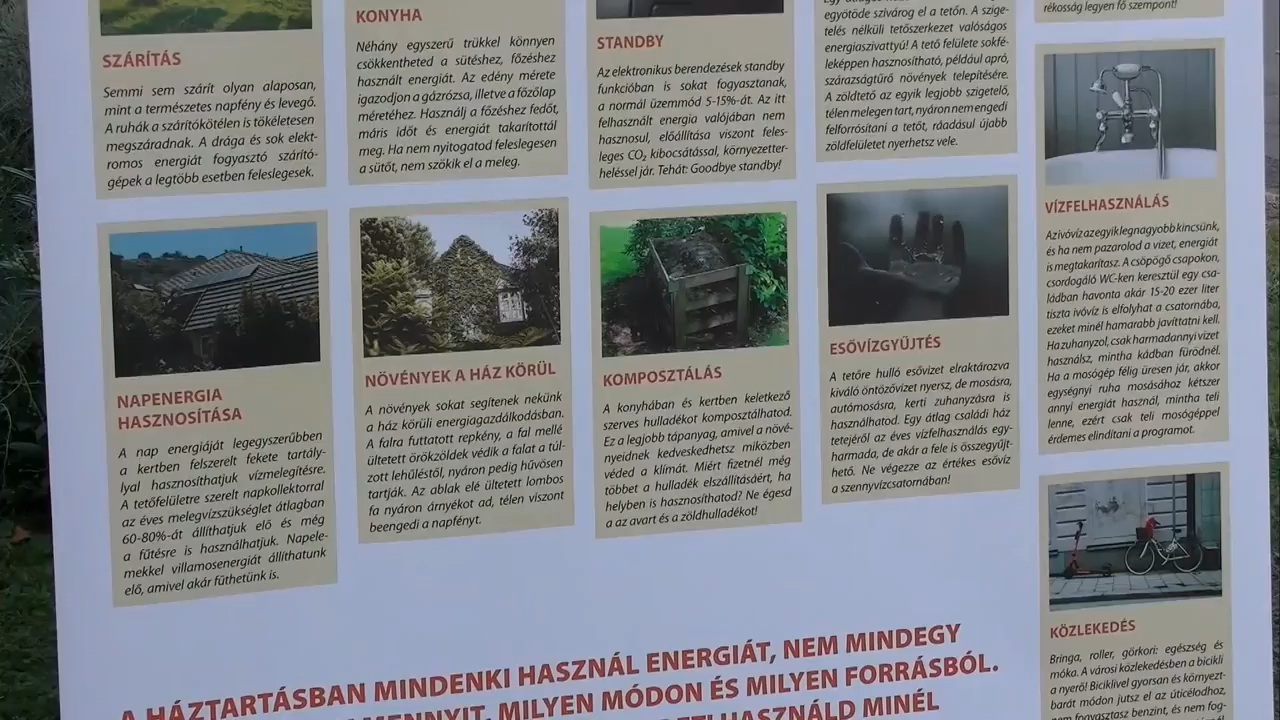 SZÁRÍTÁS
Semmi sem szárít olyan alaposan,
mint a természetes napfény és levegő.
A ruhák a szárítókötélen is tökéletesen
megszáradnak. A drága és sok elekt-
romos energiát fogyasztó szárító-
gépek a legtöbb esetben feleslegesek.
KONYHA
Néhány egyszerű trükkel könnyen
csökkentheted a sütéshez, főzéshez
használt energiát. Az edény mérete
igazodjon a gázrózsa, illetve a főzőlap
méretéhez. Használj a főzéshez fedőt,
máris időt és energiát takarítottál
meg. Ha nem nyitogatod feleslegesen
a sütőt, nem szökik el a meleg.
STANDBY
Az elektronikus berendezések standby
funkcióban is sokat fogyasztanak,
a normál üzemmód 5-15%-át. Az itt
felhasznált energia valójában nem
hasznosul, előállítása viszont feles-
leges CO₂ kibocsátással, környezetter-
heléssel jár. Tehát: Goodbye standby!
egyötöde szivárog el a tetőn. A szige-
telés nélküli tetőszerkezet valóságos
energiaszivattyú! A tető felülete sokfé-
leképpen hasznosítható, például apró,
szárazságtűrő növények telepítésére.
A zöldtető az egyik legjobb szigetelő,
télen melegen tart, nyáron nem engedi
felforrósítani a tetőt, ráadásul újabb
zöldfelületet nyerhetsz vele.
rékosság legyen fő szempont!
VÍZFELHASZNÁLÁS
Az ivóvíz az egyik legnagyobb kincsünk,
és ha nem pazarolod a vizet, energiát
is megtakarítasz. A csöpögő csapokon,
csordogáló WC-ken keresztül egy csa-
ládban havonta akár 15-20 ezer liter
tiszta ivóvíz is elfolyhat a csatornába,
ezeket minél hamarabb javíttatni kell.
Ha zuhanyzol, csak harmadannyi vizet
használsz, mintha kádban fürödnél.
Ha a mosógép félig üresen jár, akkor
egységnyi ruha mosásához kétszer
annyi energiát használ, mintha teli
lenne, ezért csak teli mosógéppel
érdemes elindítani a programot.
NAPENERGIA
HASZNOSÍTÁSA
A nap energiáját legegyszerűbben
a kertben felszerelt fekete tartály-
lyal hasznosíthatjuk vízmelegítésre.
A tetőfelületre szerelt napkollektorral
az éves melegvízszükséglet átlagban
60-80%-át állíthatjuk elő és még
a fűtésre is használhatjuk. Napele-
mekkel villamosenergiát állíthatunk
elő, amivel akár fűthetünk is.
NÖVÉNYEK A HÁZ KÖRÜL
A növények sokat segítenek nekünk
a ház körüli energiagazdálkodásban.
A falra futtatott repkény, a fal mellé
ültetett örökzöldek védik a falat a túl-
zott lehűléstől, nyáron pedig hűvösen
tartják. Az ablak elé ültetett lombos
fa nyáron árnyékot ad, télen viszont
beengedi a napfényt.
KOMPOSZTÁLÁS
A konyhában és kertben keletkező
szerves hulladékot komposztálhatod.
Ez a legjobb tápanyag, amivel a növé-
nyeidnek kedveskedhetsz miközben
véded a klímát. Miért fizetnél még
többet a hulladék elszállításáért, ha
helyben is hasznosíthatod? Ne égesd
a az avart és a zöldhulladékot!
ESŐVÍZGYŰJTÉS
A tetőre hulló esővizet elraktározva
kiváló öntözővizet nyersz, de mosásra,
autómosásra, kerti zuhanyzásra is
használhatod. Egy átlag családi ház
tetejéről az éves vízfelhasználás egy-
harmada, de akár a fele is összegyűjt-
hető. Ne végezze az értékes esővíz
a szennyvízcsatornában!
KÖZLEKEDÉS
Bringa, roller, görkori: egészség és
móka. A városi közlekedésben a bicikli
a nyerő! Biciklivel gyorsan és környezt-
barát módon jutsz el az úticélodhoz,
nem fogyasztasz benzint, és nem fog-
A HÁZTARTÁSBAN MINDENKI HASZNÁL ENERGIÁT, NEM MINDEGY
MENNYIT, MILYEN MÓDON ÉS MILYEN FORRÁSBÓL.
HASZNÁLD MINÉL